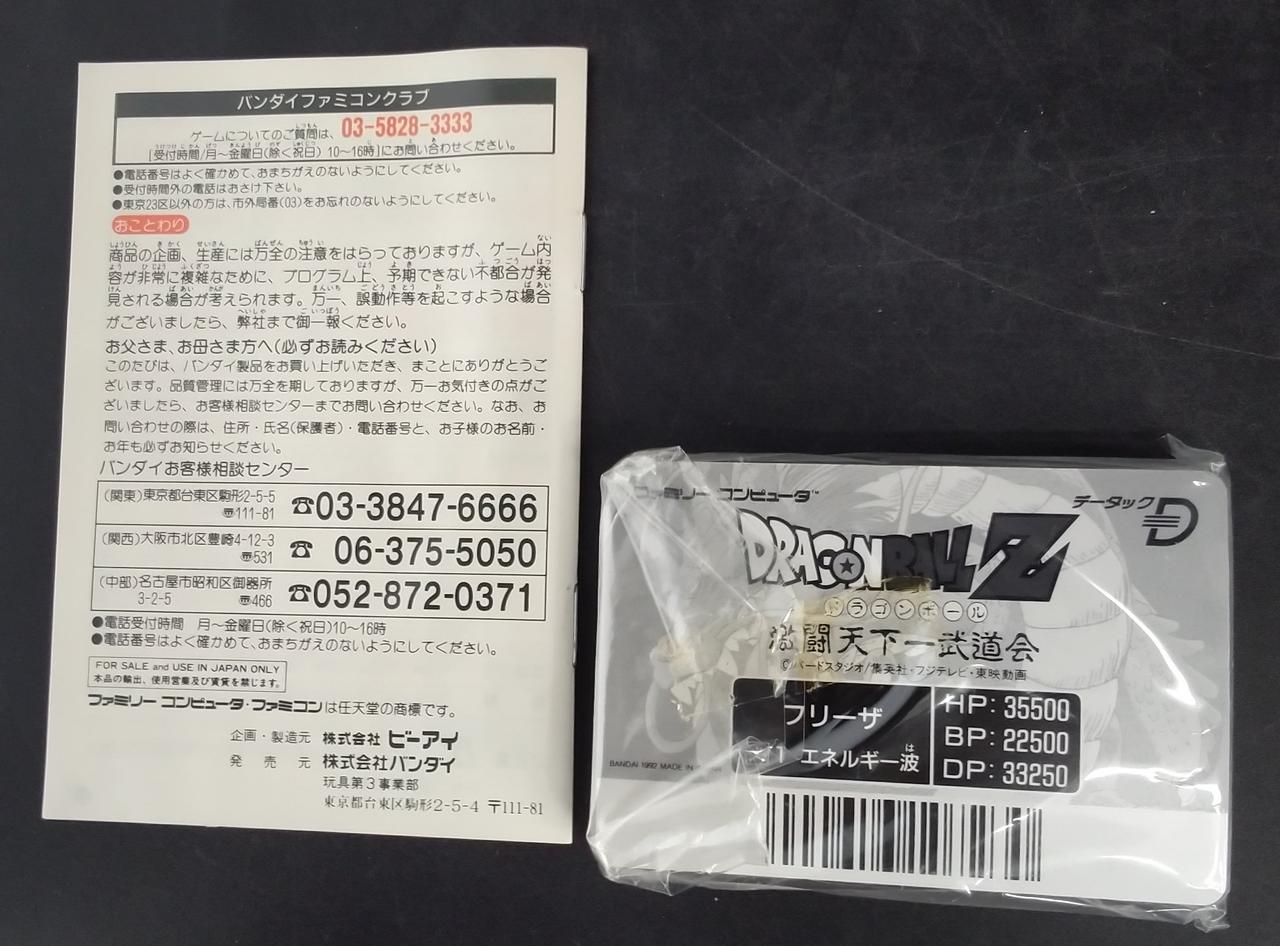 バンダイファミコンクラブ
ゲームについてのご質問は、03-5828-3333
[受付時間/月〜金曜日(除く祝日) 10〜16時]にお問い合わせください。
●電話番号はよく確かめて、おまちがえのないようにしてください。
●受付時間外の電話はおさけ下さい。
●東京23区以外の方は、市外局番(03)をお忘れのないようにしてください。
おことわり
商品の企画、生産には万全の注意をはらっておりますが、ゲーム内
容が非常に複雑なために、プログラム上、予期できない不都合が発
見される場合が考えられます。万一、誤動作等を起こすような場合
がございましたら、弊社まで御一報ください。
お父さま、お母さま方へ(必ずお読みください)
このたびは、バンダイ製品をお買い上げいただき、まことにありがとうご
ざいます。品質管理には万全を期しておりますが、万一お気付きの点がご
ざいましたら、お客様相談センターまでお問い合わせください。なお、お
問い合わせの際は、住所・氏名(保護者)・電話番号と、お子様のお名前・
お年も必ずお知らせください。
バンダイお客様相談センター
(関東)東京都台東区駒形2-5-5
〠111-81
☎03-3847-6666
(関西)大阪市北区豊崎4-12-3
〠531
☎ 06-375-5050
(中部)名古屋市昭和区御器所
3-2-5 〠466
☎052-872-0371
●電話受付時間 月〜金曜日(除く祝日)10〜16時
●電話番号はよく確かめて、おまちがえのないようにしてください。
FOR SALE and USE IN JAPAN ONLY
本品の輸出、使用営業及び賃貸を禁じます。
ファミリー コンピュータ・ファミコンは任天堂の商標です。
企画・製造元 株式会社 ビーアイ
発 売 元 株式会社バンダイ
玩具第3事業部
東京都台東区駒形2-5-4 〒111-81
ファミリー コンピュータ™
データック D
DRAGON BALL Z
ドラゴンボール
激闘天下一武道会
©バードスタジオ/集英社・フジテレビ・東映動画
フリーザ
×1 エネルギー波
HP: 35500
BP: 22500
DP: 33250
BANDAI 1992 MADE IN JAPAN